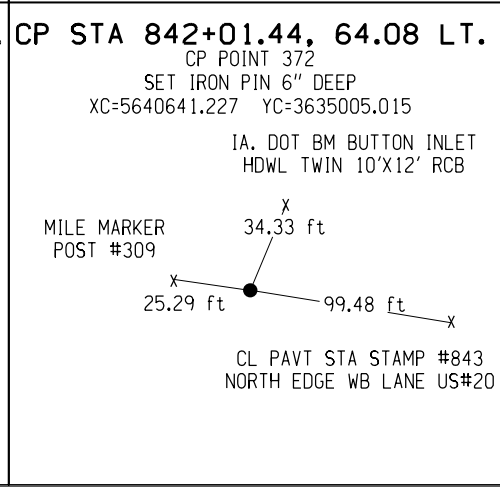 CP STA 842+01.44, 64.08 LT.
CP POINT 372
SET IRON PIN 6" DEEP
XC=5640641.227 YC=3635005.015
IA. DOT BM BUTTON INLET
HDWL TWIN 10'X12' RCB
X
34.33 ft
MILE MARKER
POST #309
X
25.29 ft
99.48 ft
X
CL PAVT STA STAMP #843
NORTH EDGE WB LANE US#20